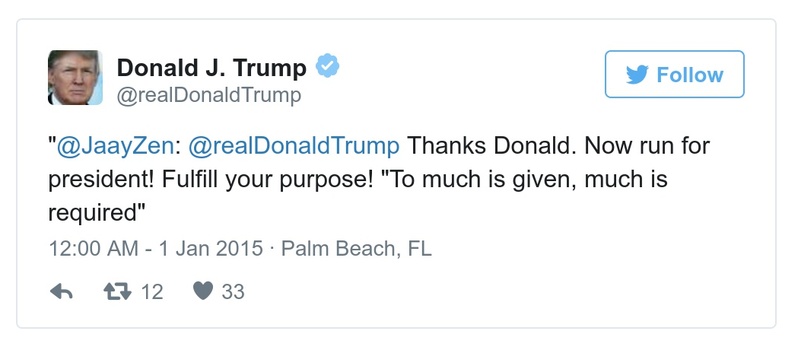 Donald J. Trump
@realDonaldTrump
Follow
"@JaayZen: @realDonaldTrump Thanks Donald. Now run for
president! Fulfill your purpose! "To much is given, much is
required"
12:00 AM - 1 Jan 2015 · Palm Beach, FL
12 33